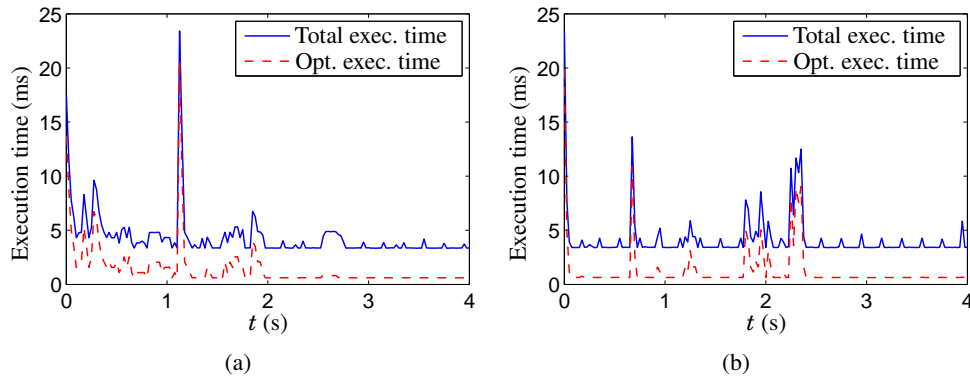 25
20
15
10
5
0
Execution time (ms)
Total exec. time
Opt. exec. time
0 1 2 3 4
t (s)
(a)
25
20
15
10
5
0
Execution time (ms)
Total exec. time
Opt. exec. time
0 1 2 3 4
t (s)
(b)